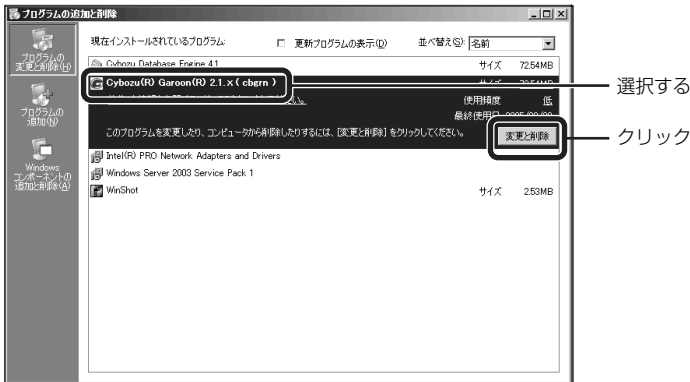 プログラムの追加と削除
プログラムの
変更と削除(H)
プログラムの
追加(N)
Windows
コンポーネントの
追加と削除(A)
現在インストールされているプログラム:
更新プログラムの表示(D)
並べ替え(S): 名前
Cybozu Database Engine 4.1 サイズ 72.54MB
Cybozu(R) Garoon(R) 2.1.x ( cbgrn ) サイズ
使用頻度 低
最終使用日
このプログラムを変更したり、コンピュータから削除したりするには、[変更と削除] をクリックしてください。
変更と削除
Intel(R) PRO Network Adapters and Drivers
Windows Server 2003 Service Pack 1
WinShot サイズ 2.53MB
選択する
クリック